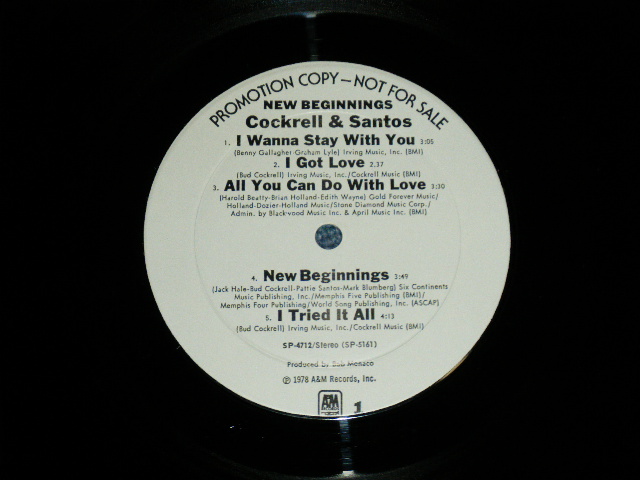 PROMOTION COPY — NOT FOR SALE
NEW BEGINNINGS
Cockrell & Santos
1. I Wanna Stay With You 3:05
(Benny Gallagher-Graham Lyle) Irving Music, Inc. (BMI)
2. I Got Love 2:37
(Bud Cockrell) Irving Music, Inc./Cockrell Music (BMI)
3. All You Can Do With Love 3:30
(Harold Beatty-Brian Holland-Edith Wayne) Gold Forever Music/
Holland-Dozier-Holland Music/Stone Diamond Music Corp./
Admin. by Blackwood Music Inc. & April Music Inc. (BMI)
4. New Beginnings 3:49
(Jack Hale-Bud Cockrell-Pattie Santos-Mark Blumberg) Six Continents
Music Publishing, Inc./Memphis Five Publishing (BMI)/
Memphis Four Publishing/World Song Publishing, Inc. (ASCAP)
5. I Tried It All 4:13
(Bud Cockrell) Irving Music, Inc./Cockrell Music (BMI)
SP-4712/Stereo (SP-5161)
Produced by Bob Monaco
℗ 1978 A&M Records, Inc.
A&M 1